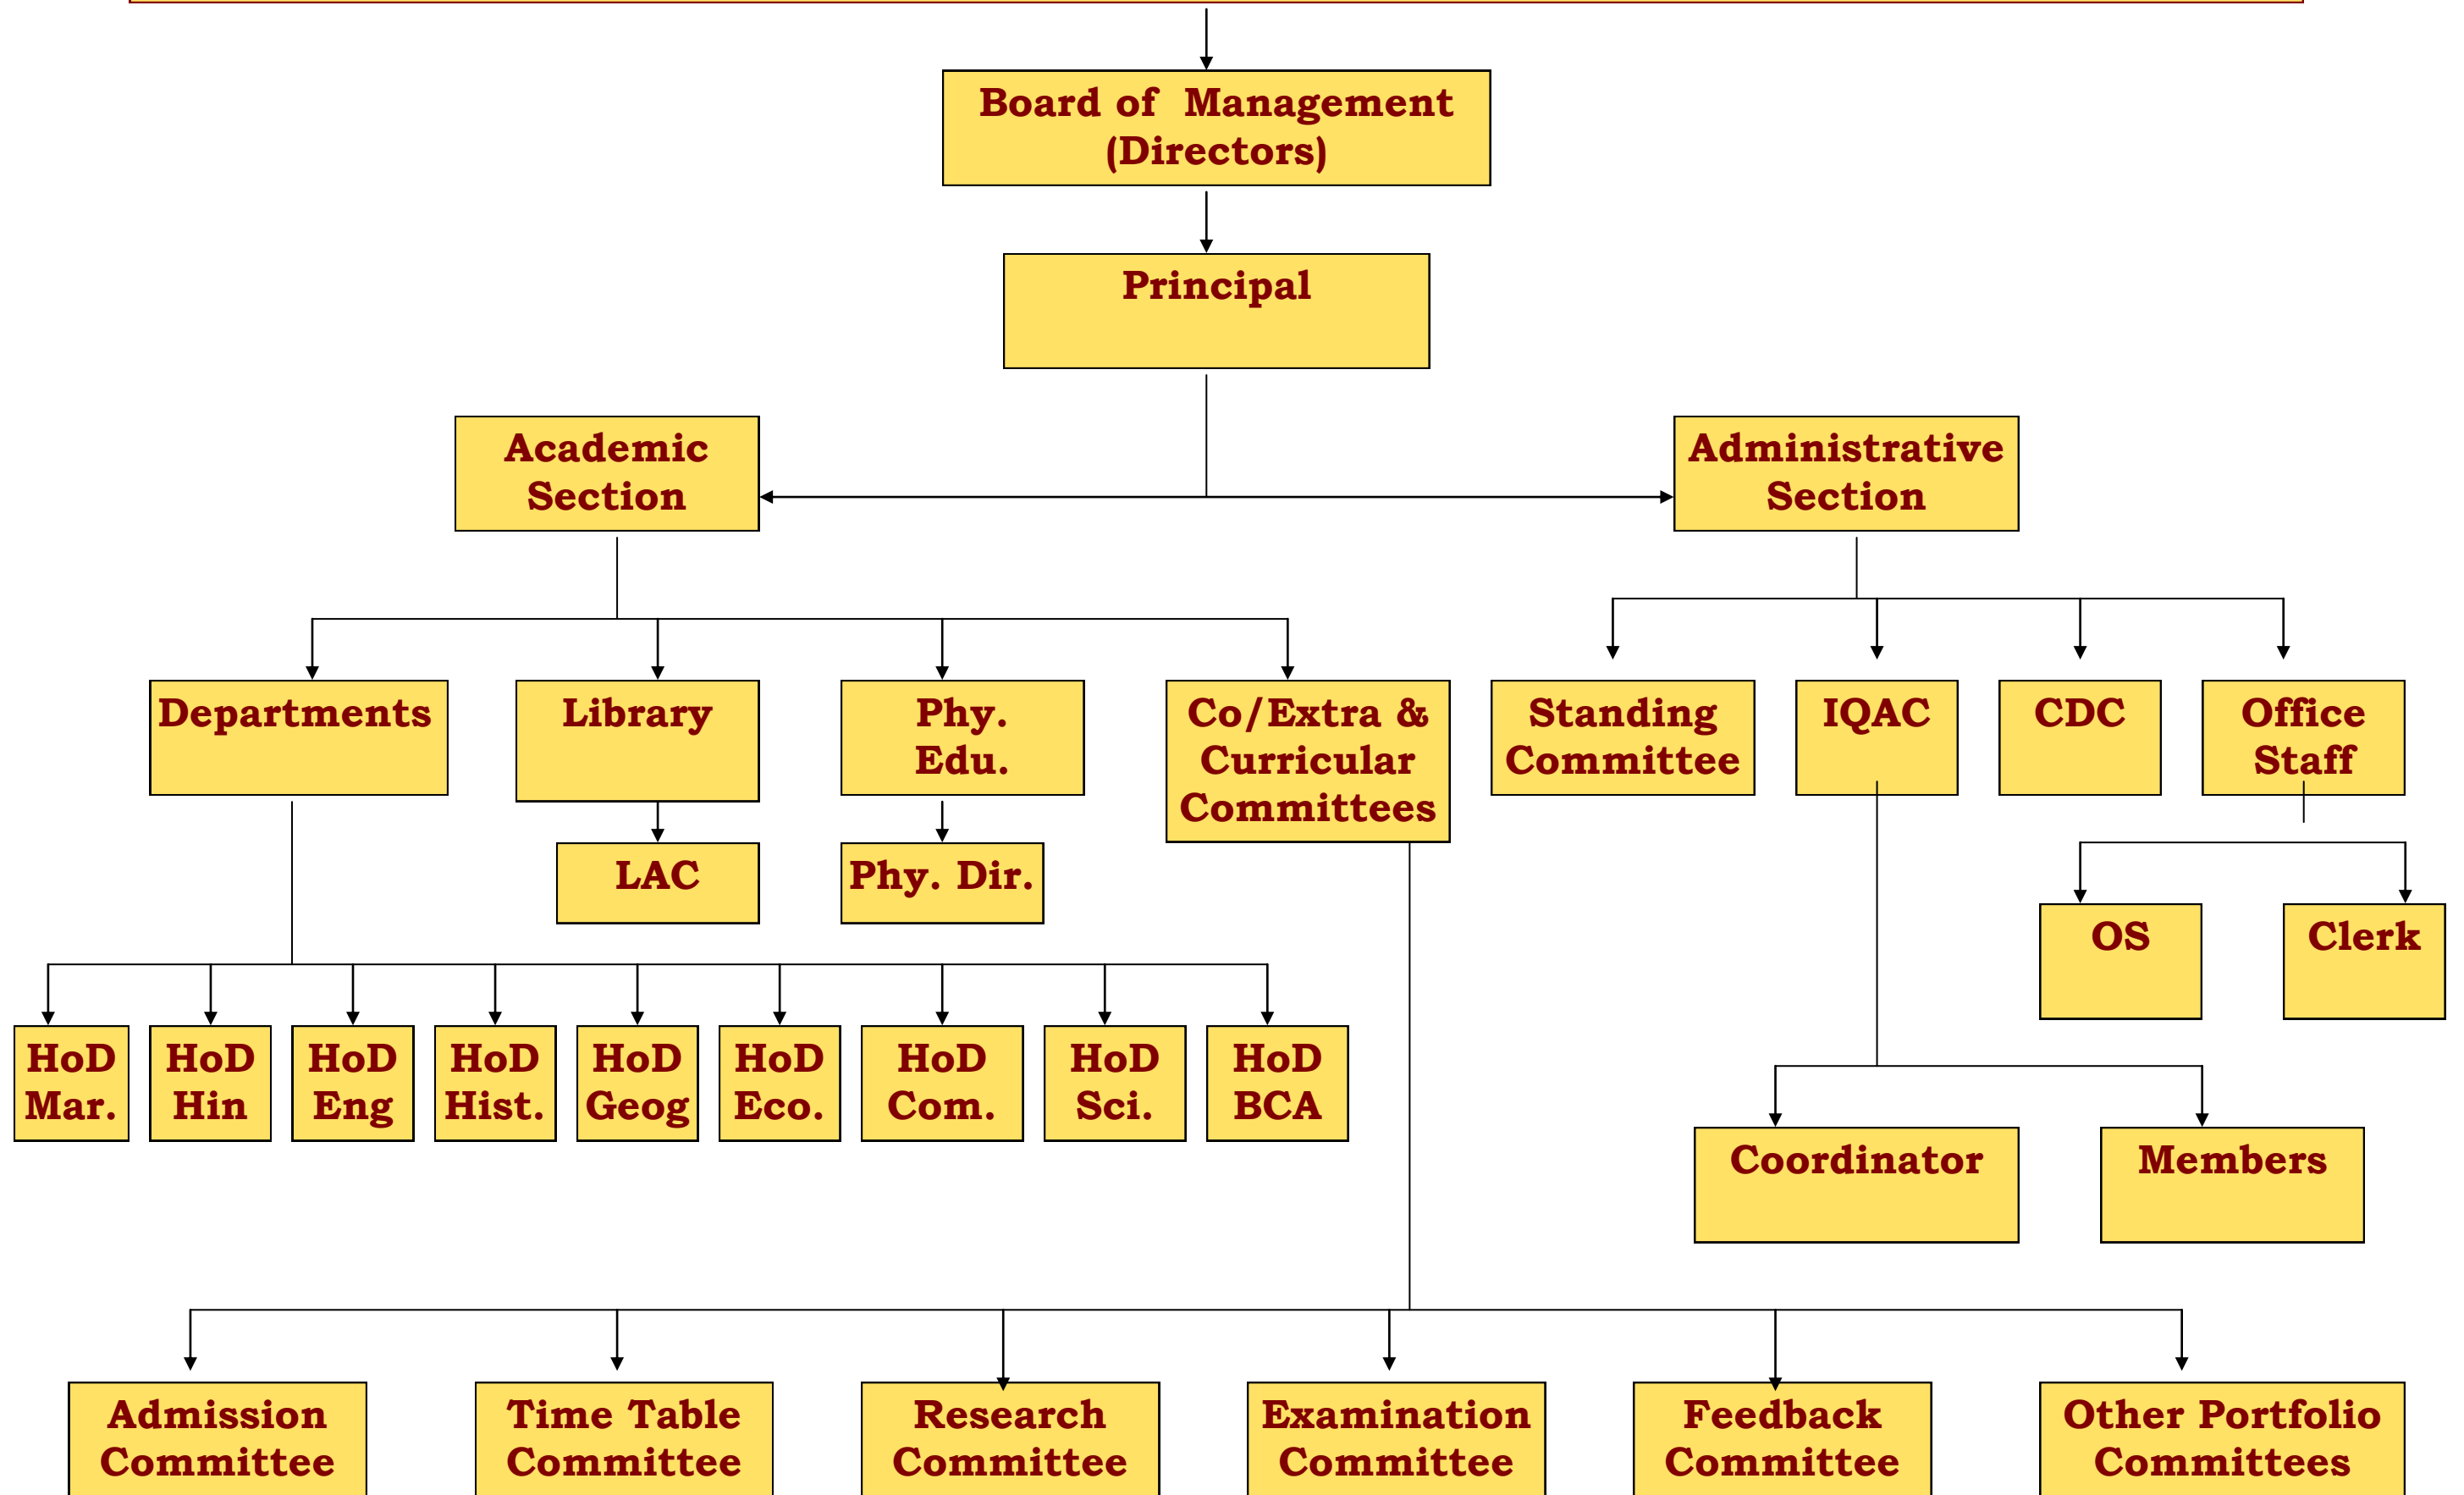 Board of  Management
(Directors)
Principal
Academic
Section
Administrative
Section
Departments
Library
Phy.
Edu.
Co/Extra &
Curricular
Committees
Standing
Committee
IQAC
CDC
Office
Staff
LAC
Phy. Dir.
OS
Clerk
HoD
Mar.
HoD
Hin
HoD
Eng
HoD
Hist.
HoD
Geog
HoD
Eco.
HoD
Com.
HoD
Sci.
HoD
BCA
Coordinator
Members
Admission
Committee
Time Table
Committee
Research
Committee
Examination
Committee
Feedback
Committee
Other Portfolio
Committees